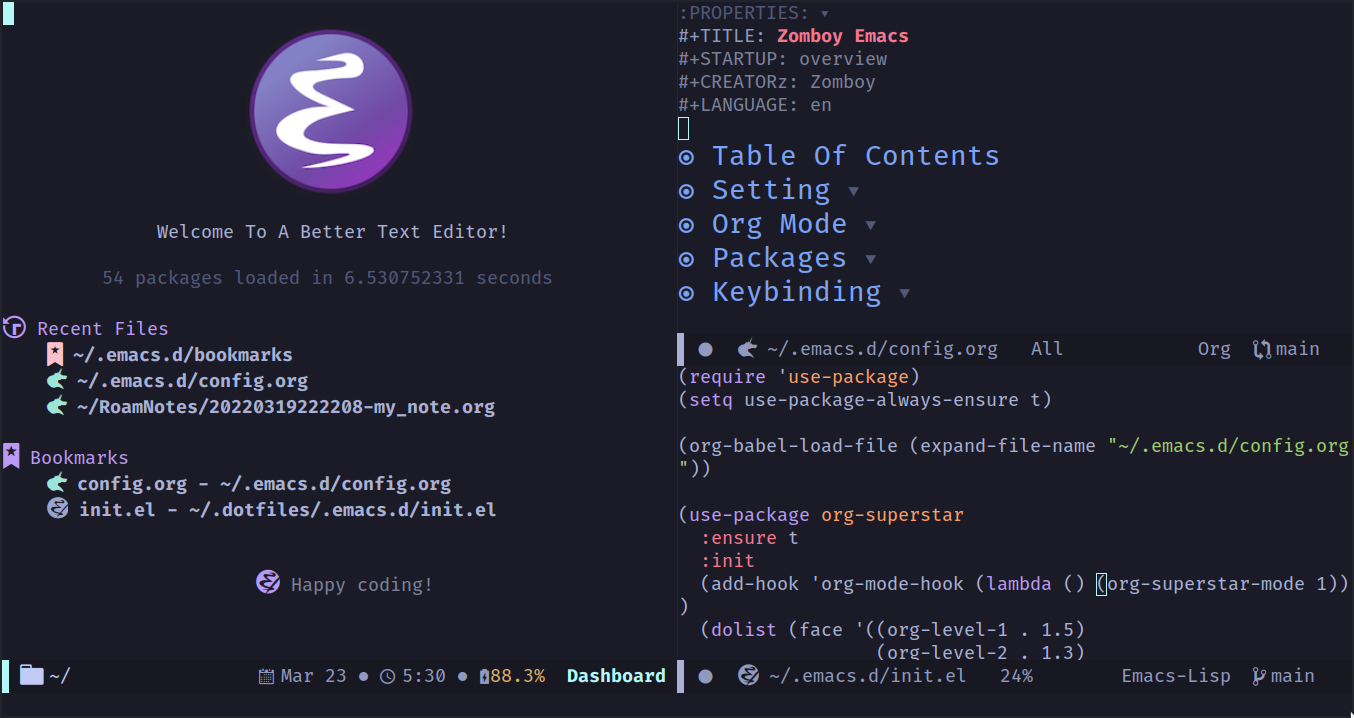 Welcome To A Better Text Editor!
54 packages loaded in 6.530752331 seconds
Recent Files
~/.emacs.d/bookmarks
~/.emacs.d/config.org
~/RoamNotes/20220319222208-my_note.org
Bookmarks
config.org - ~/.emacs.d/config.org
init.el - ~/.dotfiles/.emacs.d/init.el
Happy coding!
~/ Mar 23 ● 5:30 ● 88.3% Dashboard
:PROPERTIES: ▾
#+TITLE: Zomboy Emacs
#+STARTUP: overview
#+CREATORz: Zomboy
#+LANGUAGE: en
Table Of Contents
Setting ▾
Org Mode ▾
Packages ▾
Keybinding ▾
● ~/.emacs.d/config.org All Org main
(require 'use-package)
(setq use-package-always-ensure t)
(org-babel-load-file (expand-file-name "~/.emacs.d/config.org
"))
(use-package org-superstar
:ensure t
:init
(add-hook 'org-mode-hook (lambda () (org-superstar-mode 1))
)
(dolist (face '((org-level-1 . 1.5)
(org-level-2 . 1.3)
● ~/.emacs.d/init.el 24% Emacs-Lisp main